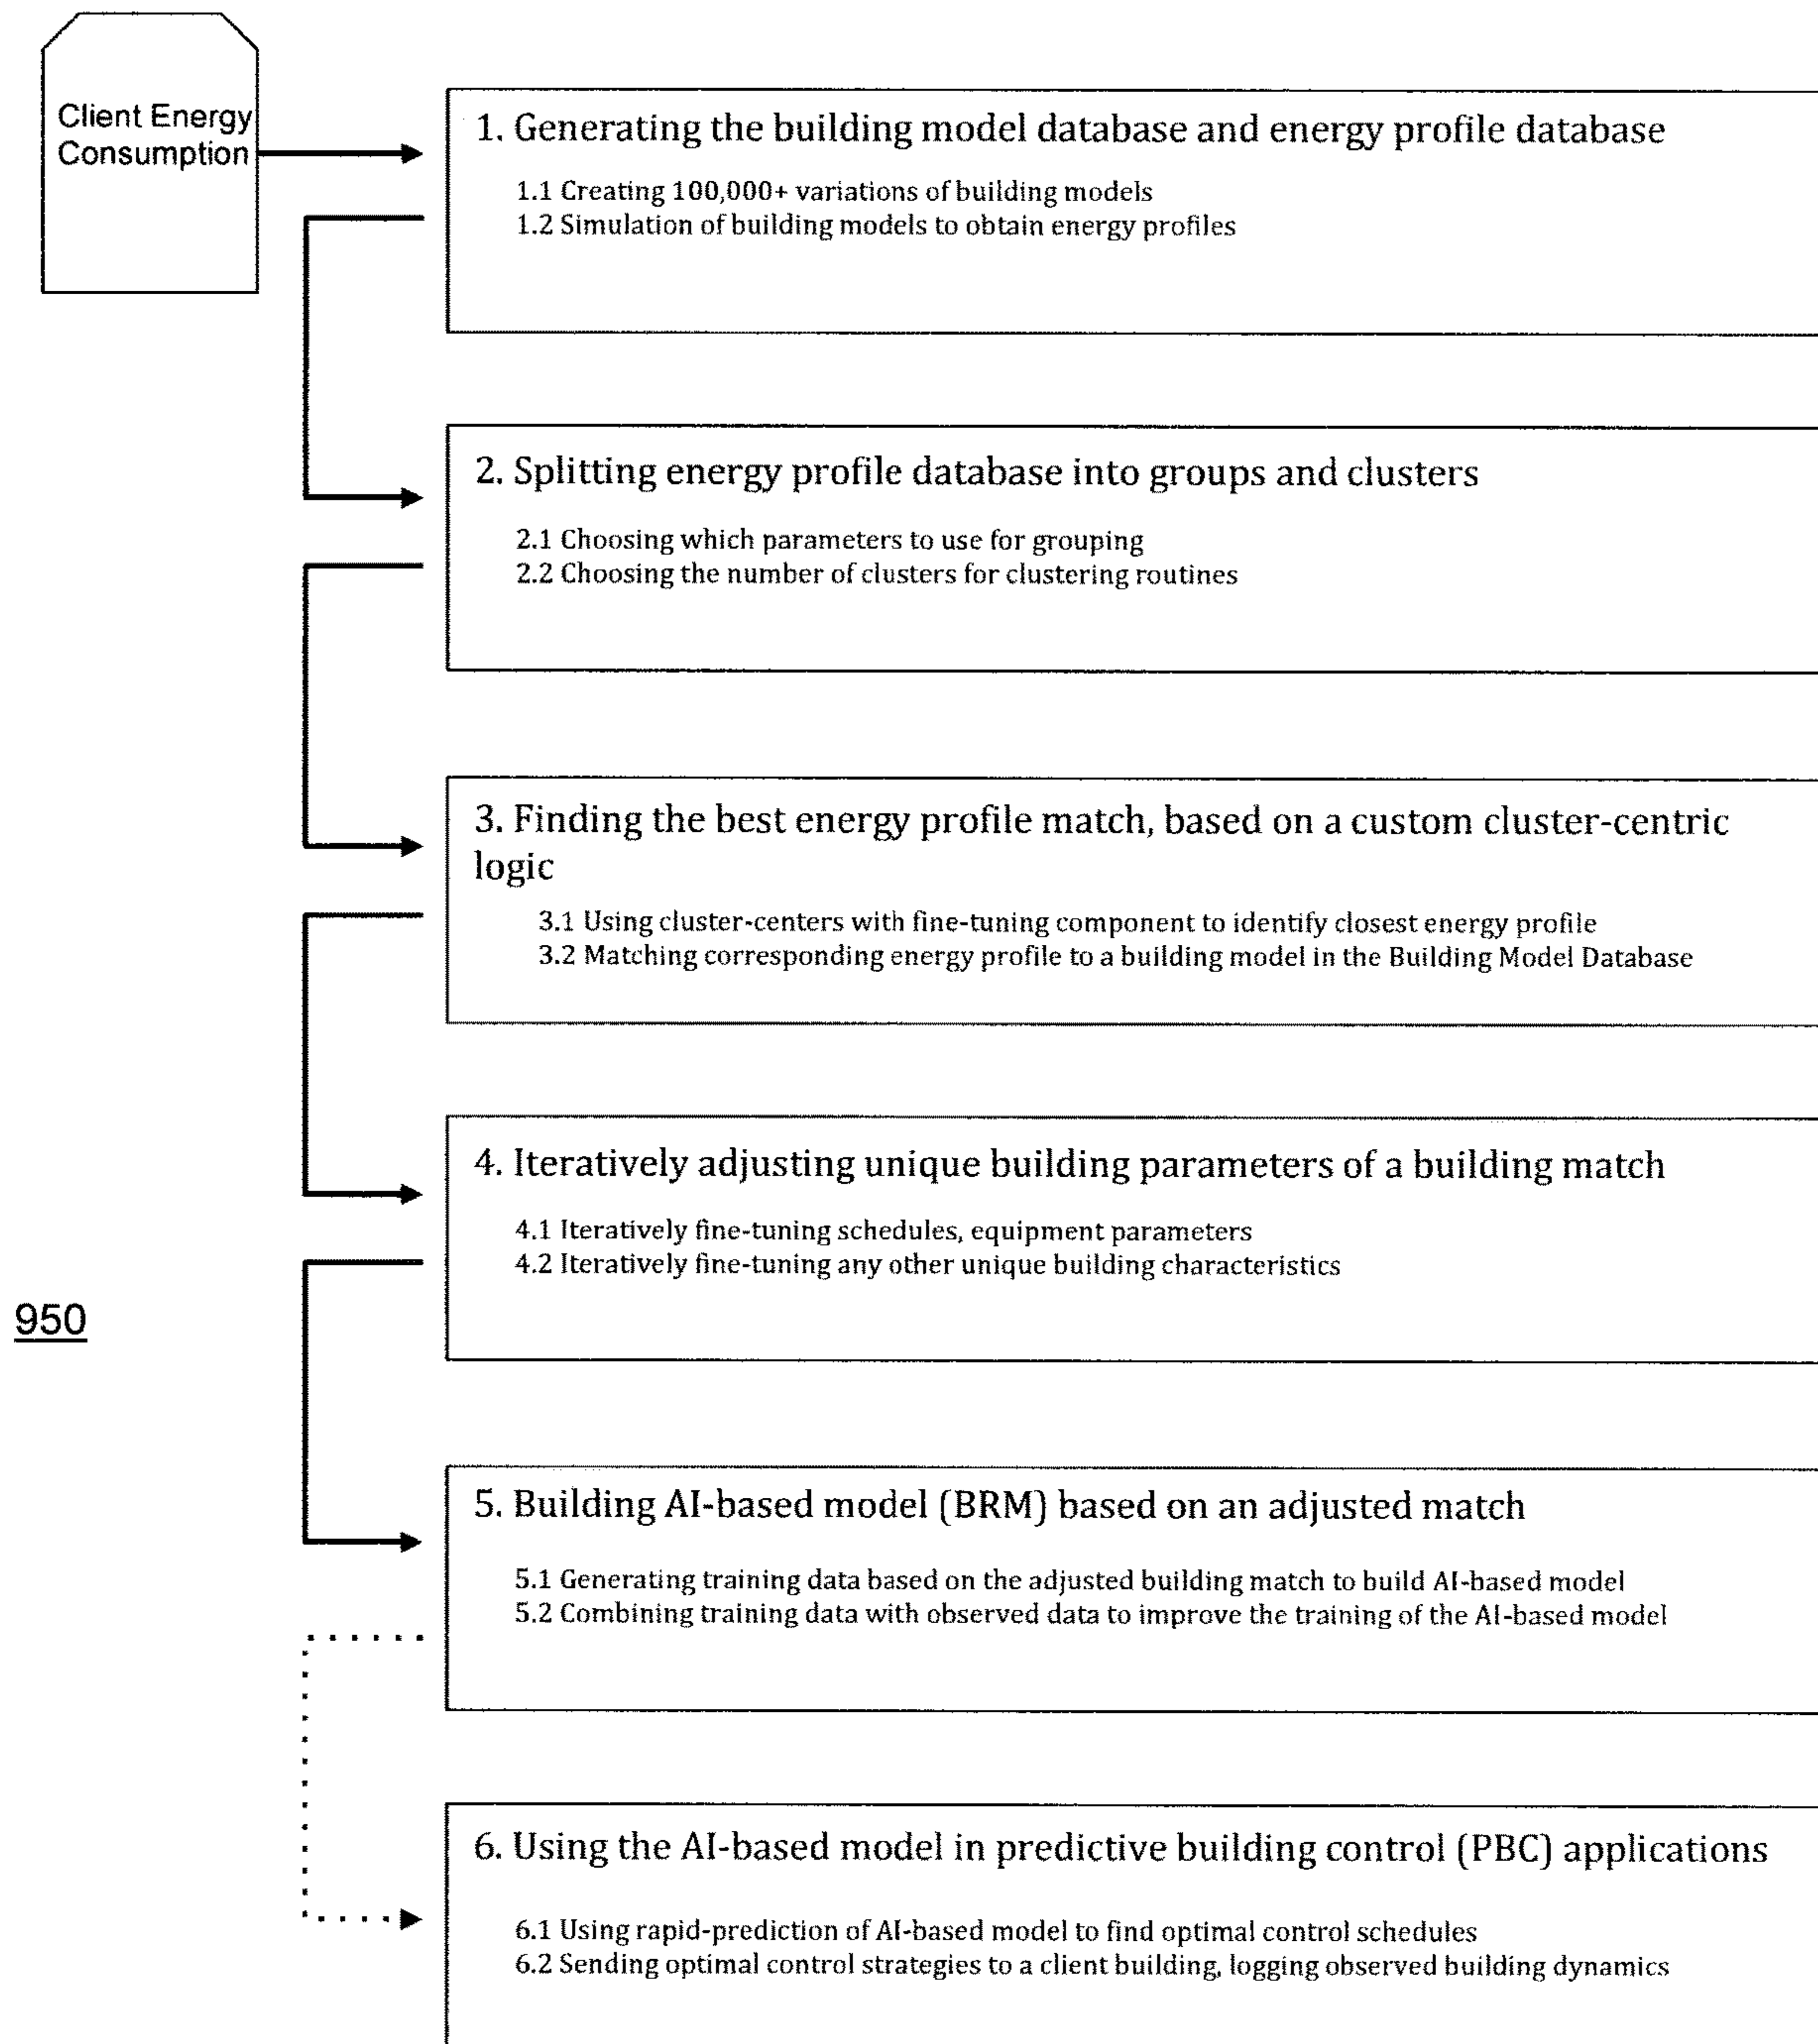 Client Energy
Consumption
1. Generating the building model database and energy profile database
1.1 Creating 100,000+ variations of building models
1.2 Simulation of building models to obtain energy profiles
2. Splitting energy profile database into groups and clusters
2.1 Choosing which parameters to use for grouping
2.2 Choosing the number of clusters for clustering routines
3. Finding the best energy profile match, based on a custom cluster-centric
logic
3.1 Using cluster-centers with fine-tuning component to identify closest energy profile
3.2 Matching corresponding energy profile to a building model in the Building Model Database
4. Iteratively adjusting unique building parameters of a building match
4.1 Iteratively fine-tuning schedules, equipment parameters
4.2 Iteratively fine-tuning any other unique building characteristics
950
5. Building AI-based model (BRM) based on an adjusted match
5.1 Generating training data based on the adjusted building match to build AI-based model
5.2 Combining training data with observed data to improve the training of the AI-based model
6. Using the AI-based model in predictive building control (PBC) applications
6.1 Using rapid-prediction of AI-based model to find optimal control schedules
6.2 Sending optimal control strategies to a client building, logging observed building dynamics